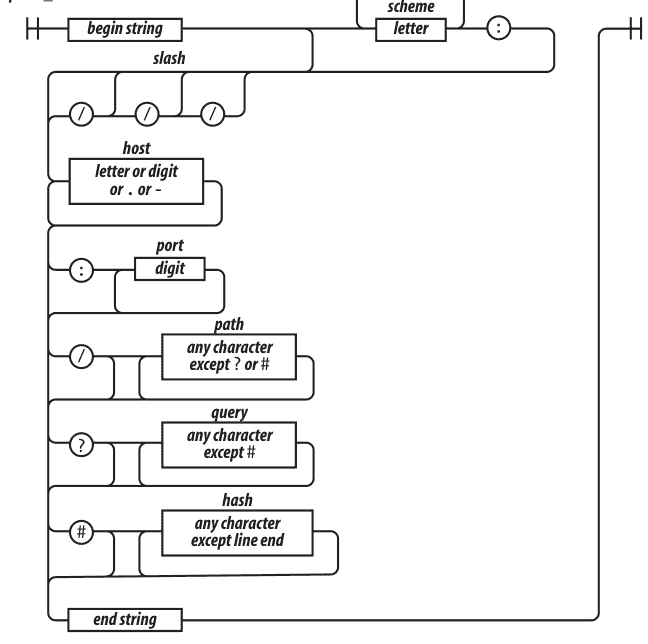 scheme
begin string
letter
:
slash
/ / /
host
letter or digit
or . or -
port
:
digit
path
/
any character
except ? or #
query
?
any character
except #
hash
#
any character
except line end
end string